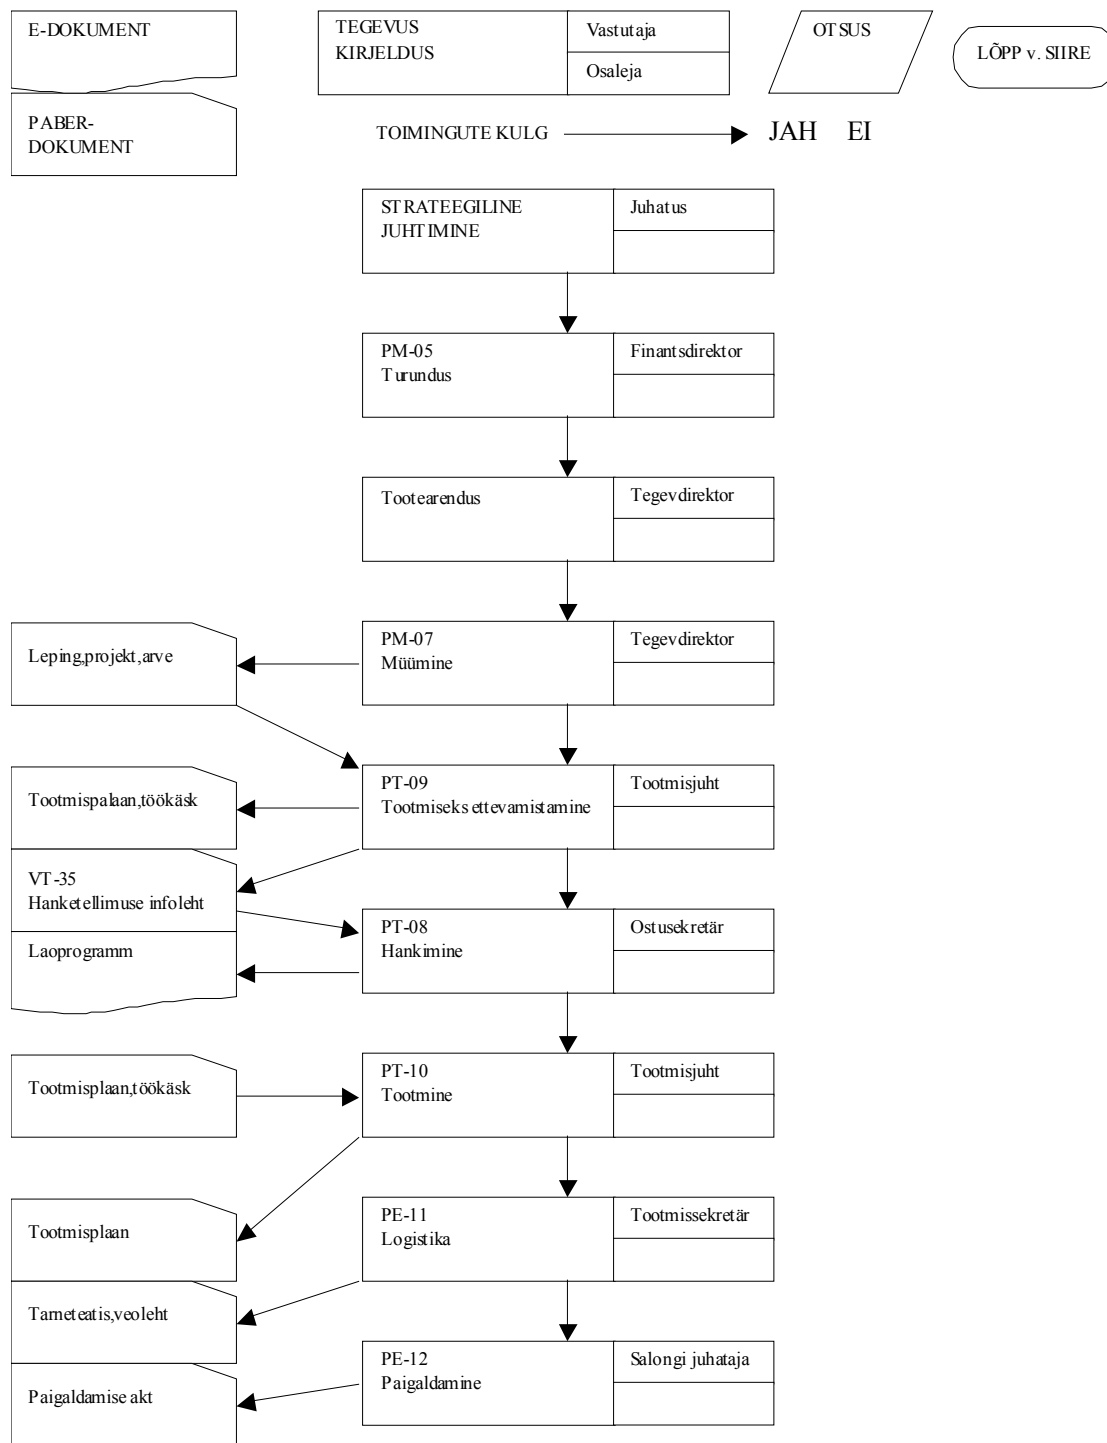 E-DOKUMENT
TEGEVUS
KIRJELDUS
Vastutaja
Osaleja
OTSUS
LÕPP v. SIIRE
PABER-
DOKUMENT
TOIMINGUTE KULG
JAH EI
STRATEEGILINE
JUHTIMINE
Juhatus
PM-05
Turundus
Finantsdirektor
Tootearendus
Tegevdirektor
Leping,projekt,arve
PM-07
Müümine
Tegevdirektor
Tootmispalaan,töökäsk
PT-09
Tootmiseks ettevamistamine
Tootmisjuht
VT-35
Hanketellimuse infoleht
PT-08
Hankimine
Ostusekretär
Laoprogramm
Tootmisplaan,töökäsk
PT-10
Tootmine
Tootmisjuht
Tootmisplaan
PE-11
Logistika
Tootmissekretär
Tarneteatis,veoleht
PE-12
Paigaldamine
Salongi juhataja
Paigaldamise akt